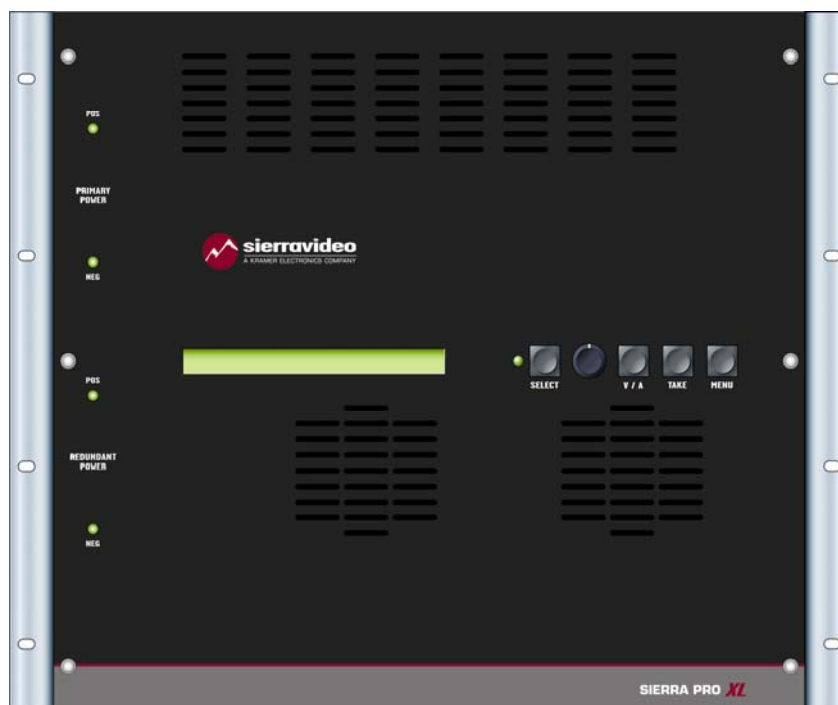 POS
PRIMARY
POWER
NEG
sierravideo
A KRAMER ELECTRONICS COMPANY
SELECT
V / A
TAKE
MENU
POS
REDUNDANT
POWER
NEG
SIERRA PRO XL